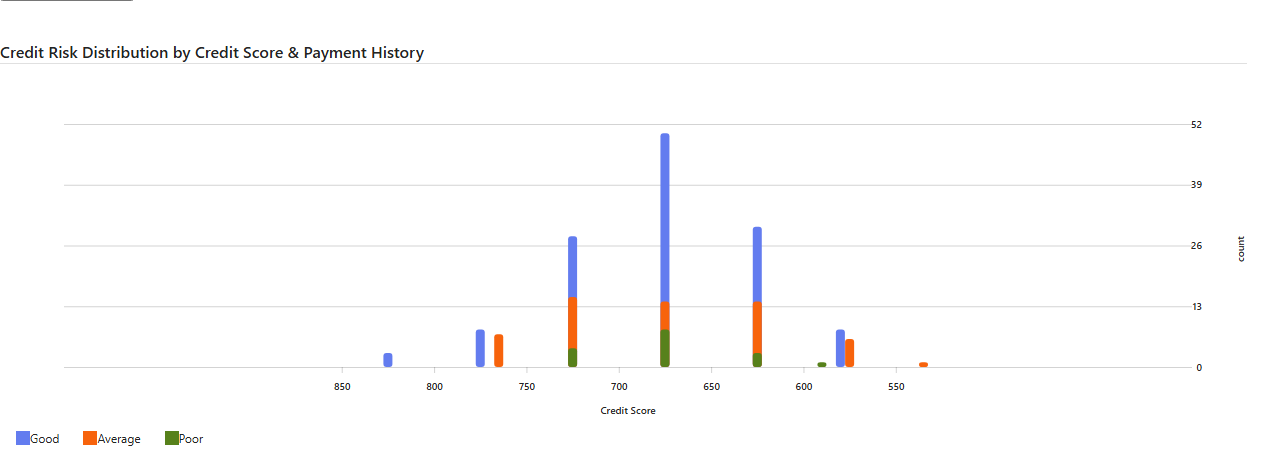 Credit Risk Distribution by Credit Score & Payment History
52
39
26
13
0
count
850 800 750 700 650 600 550
Credit Score
Good Average Poor